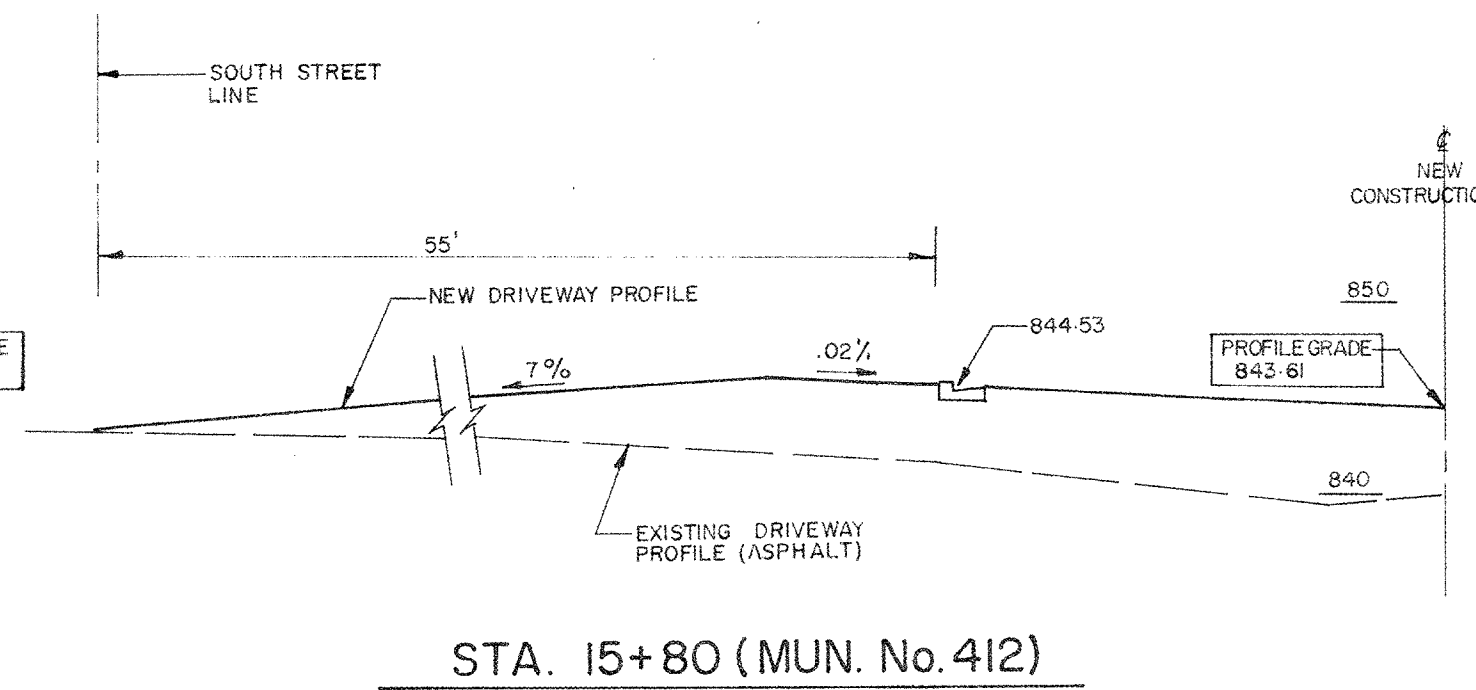 SOUTH STREET
LINE
℄
NEW
55'
NEW DRIVEWAY PROFILE
850
844.53
PROFILE GRADE
843.61
7%
.02%
840
EXISTING DRIVEWAY
PROFILE (ASPHALT)
STA. 15+80 (MUN. No. 412)